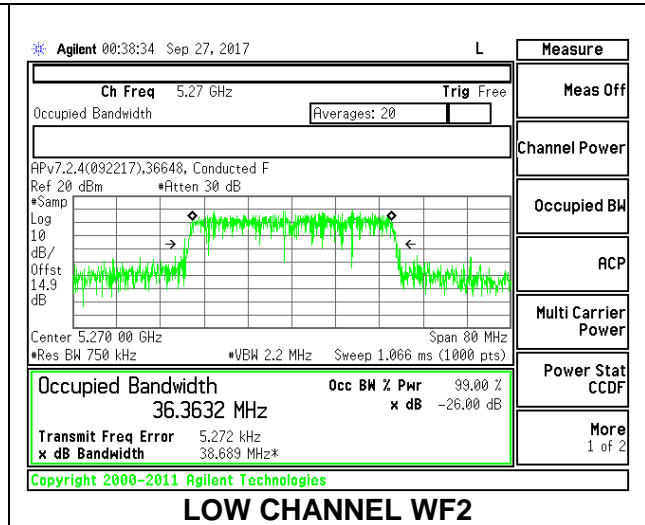 Agilent 00:38:34 Sep 27, 2017 L
Measure
Ch Freq 5.27 GHz Trig Free
Occupied Bandwidth Averages: 20
APv7.2.4(092217),36648, Conducted F
Ref 20 dBm #Atten 30 dB
#Samp
Log
10
dB/
Offst
14.9
dB
Center 5.270 00 GHz Span 80 MHz
#Res BW 750 kHz #VBW 2.2 MHz Sweep 1.066 ms (1000 pts)
Occupied Bandwidth Occ BW % Pwr 99.00 %
36.3632 MHz x dB -26.00 dB
Transmit Freq Error 5.272 kHz
x dB Bandwidth 38.689 MHz*
Copyright 2000-2011 Agilent Technologies
Meas Off
Channel Power
Occupied BW
ACP
Multi Carrier
Power
Power Stat
CCDF
More
1 of 2
LOW CHANNEL WF2